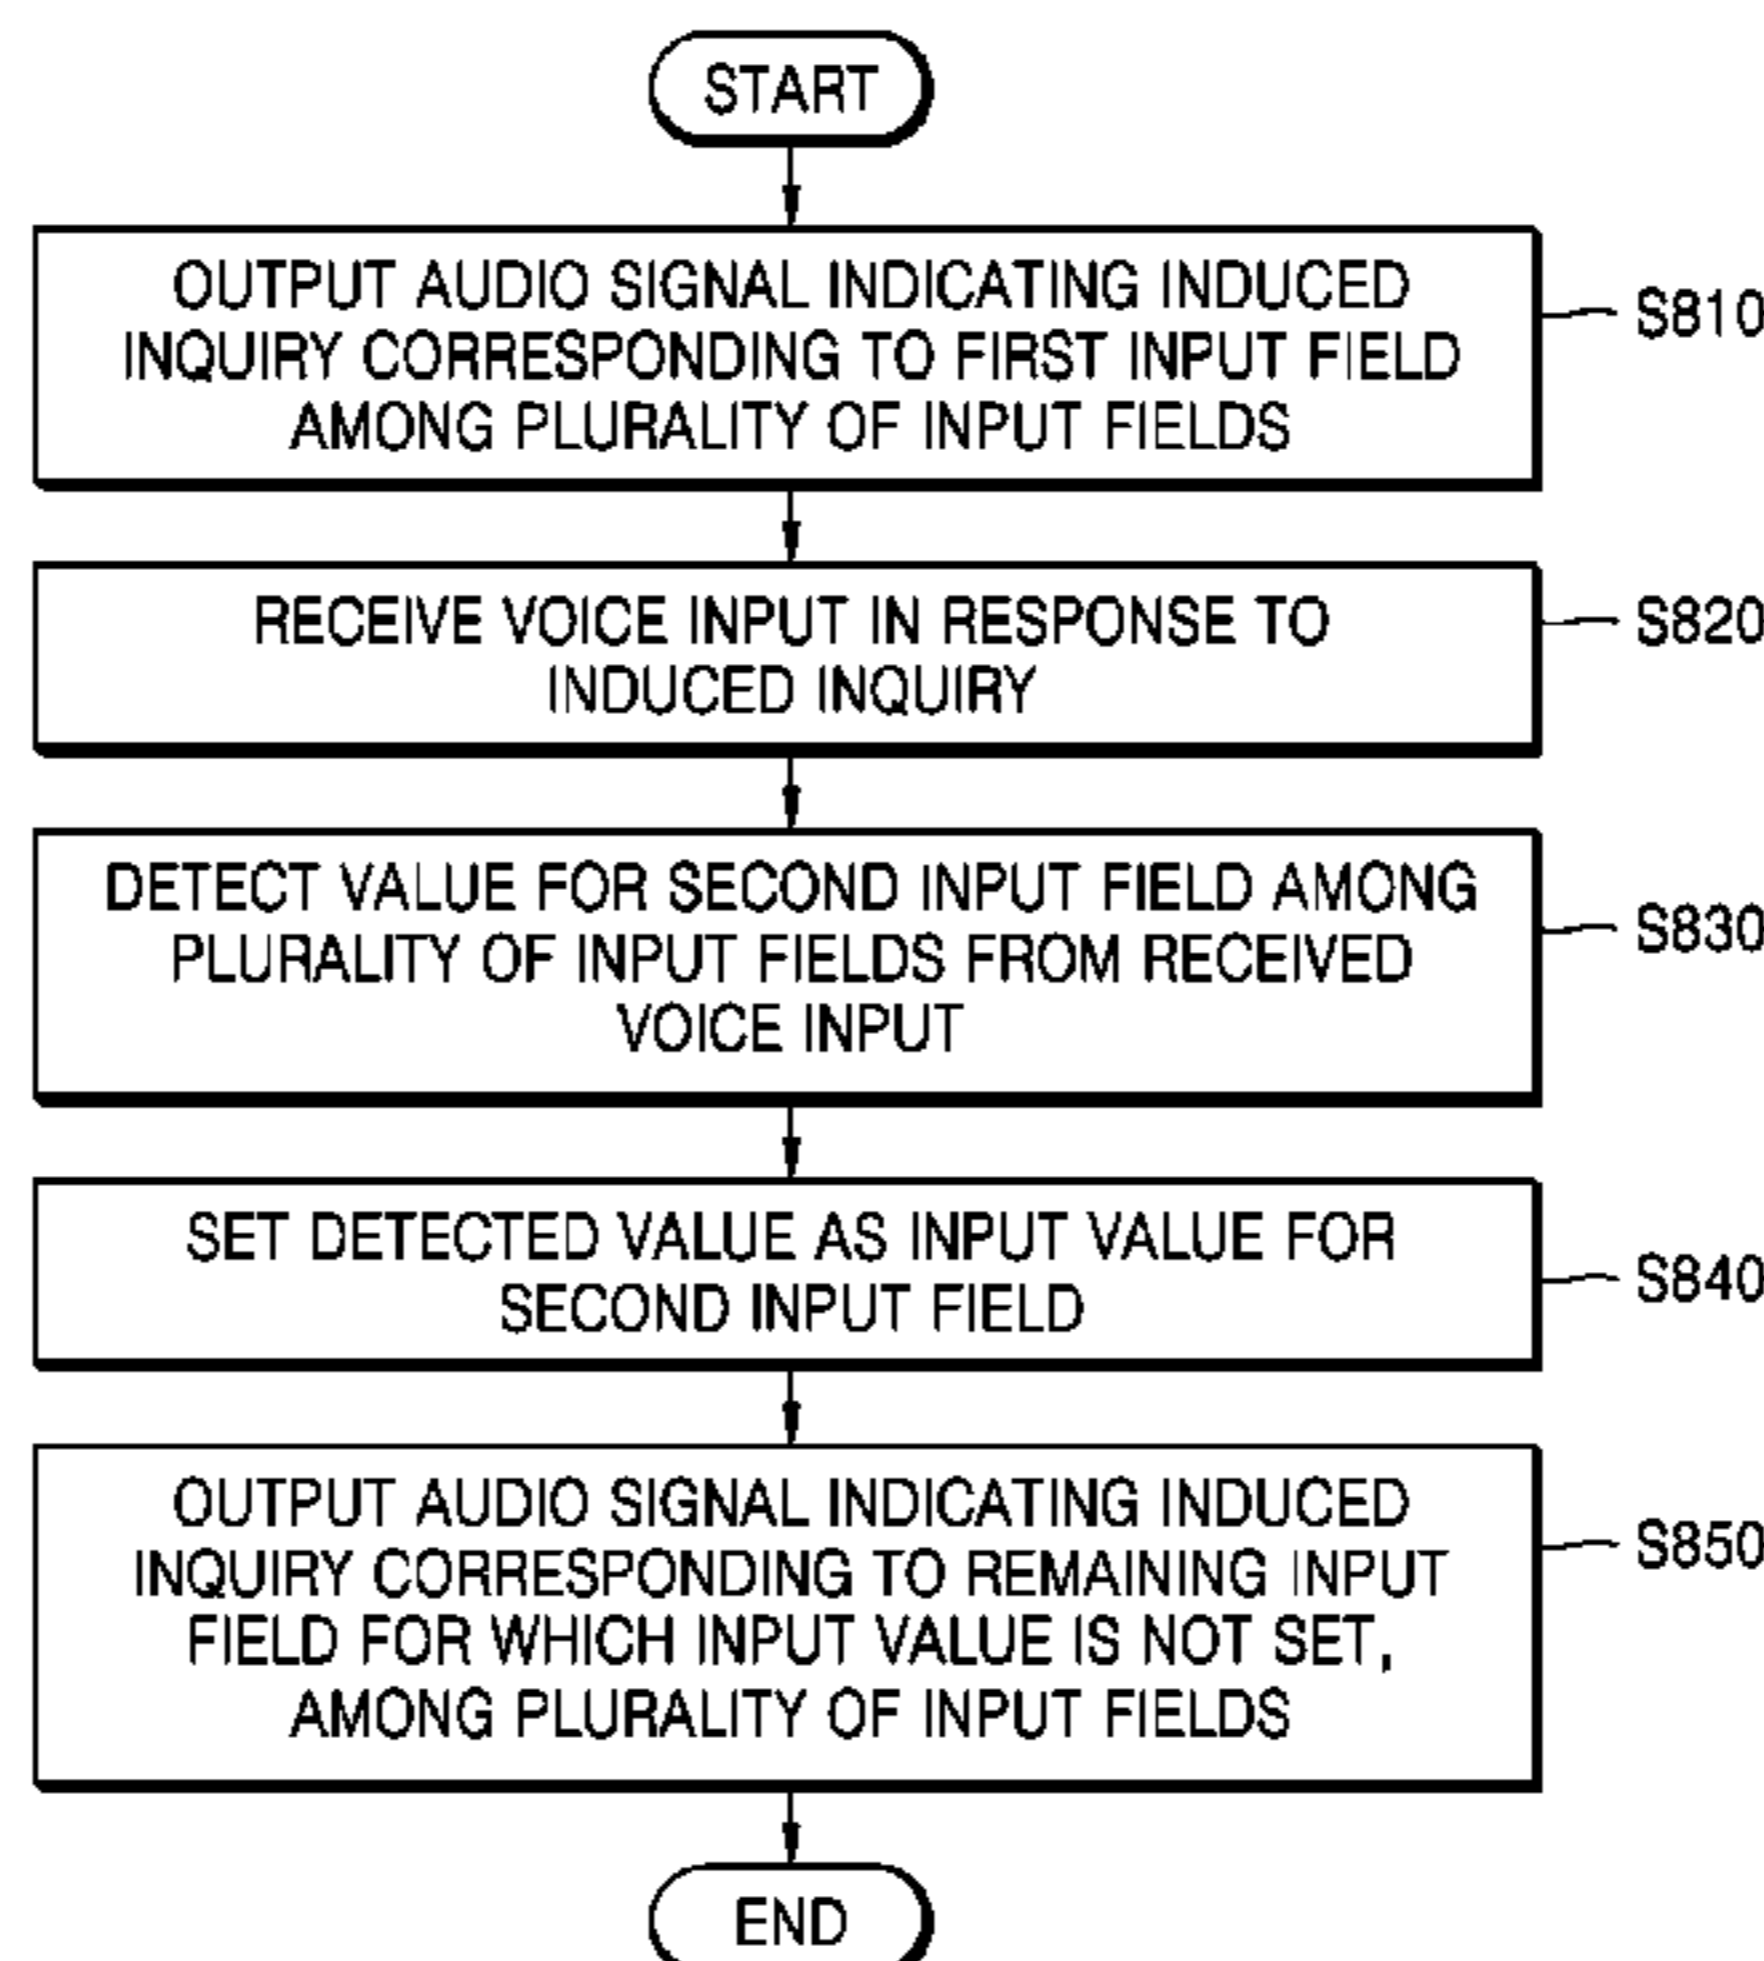 START
OUTPUT AUDIO SIGNAL INDICATING INDUCED
INQUIRY CORRESPONDING TO FIRST INPUT FIELD
AMONG PLURALITY OF INPUT FIELDS
S810
RECEIVE VOICE INPUT IN RESPONSE TO
INDUCED INQUIRY
S820
DETECT VALUE FOR SECOND INPUT FIELD AMONG
PLURALITY OF INPUT FIELDS FROM RECEIVED
VOICE INPUT
S830
SET DETECTED VALUE AS INPUT VALUE FOR
SECOND INPUT FIELD
S840
OUTPUT AUDIO SIGNAL INDICATING INDUCED
INQUIRY CORRESPONDING TO REMAINING INPUT
FIELD FOR WHICH INPUT VALUE IS NOT SET,
AMONG PLURALITY OF INPUT FIELDS
S850
END